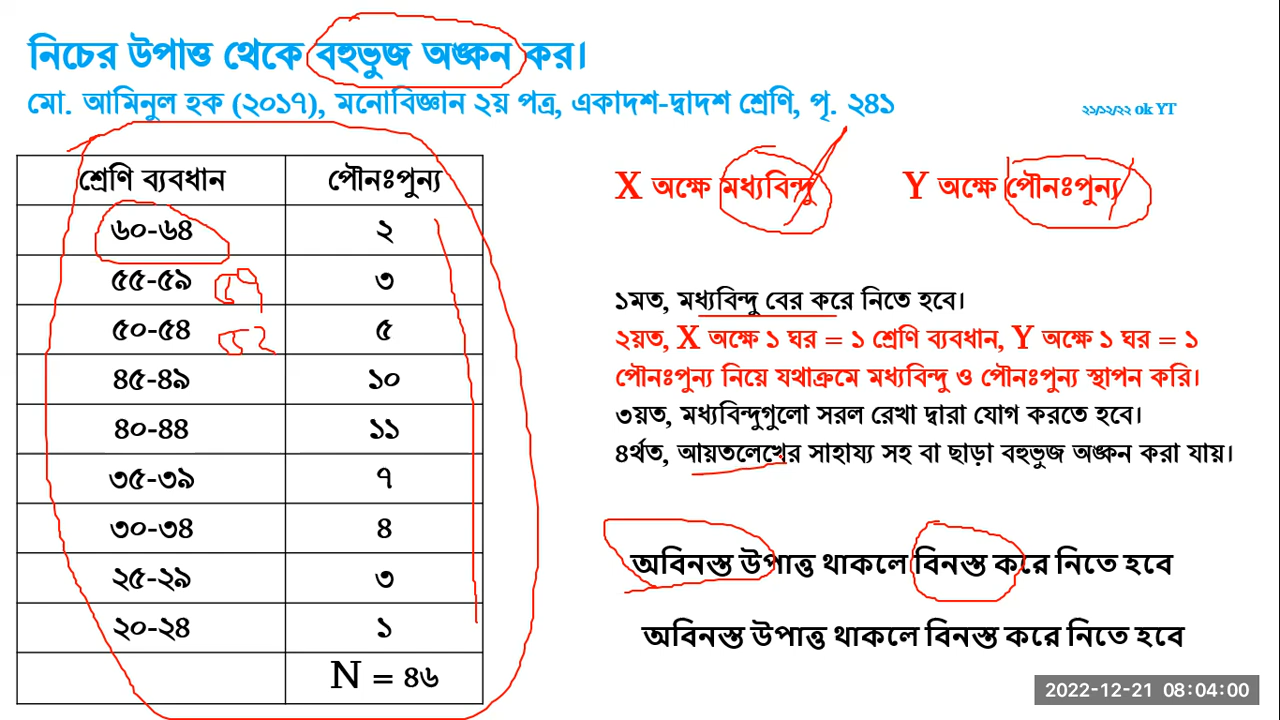 নিচের উপাত্ত থেকে বহুভুজ অঙ্কন কর।
মো. আমিনুল হক (২০১৭), মনোবিজ্ঞান ২য় পত্র, একাদশ-দ্বাদশ শ্রেণি, পৃ. ২৪১
২১/১২/২২ ok YT
শ্রেণি ব্যবধান পৌনঃপুন্য
৬০-৬৪ ২
৫৫-৫৯ ৩
৫০-৫৪ ৫
৪৫-৪৯ ১০
৪০-৪৪ ১১
৩৫-৩৯ ৭
৩০-৩৪ ৪
২৫-২৯ ৩
২০-২৪ ১
N = ৪৬
X অক্ষে মধ্যবিন্দু Y অক্ষে পৌনঃপুন্য
১মত, মধ্যবিন্দু বের করে নিতে হবে।
২য়ত, X অক্ষে ১ ঘর = ১ শ্রেণি ব্যবধান, Y অক্ষে ১ ঘর = ১
পৌনঃপুন্য নিয়ে যথাক্রমে মধ্যবিন্দু ও পৌনঃপুন্য স্থাপন করি।
৩য়ত, মধ্যবিন্দুগুলো সরল রেখা দ্বারা যোগ করতে হবে।
৪র্থত, আয়তলেখের সাহায্য সহ বা ছাড়া বহুভুজ অঙ্কন করা যায়।
অবিনস্ত উপাত্ত থাকলে বিনস্ত করে নিতে হবে
অবিনস্ত উপাত্ত থাকলে বিনস্ত করে নিতে হবে
2022-12-21 08:04:00